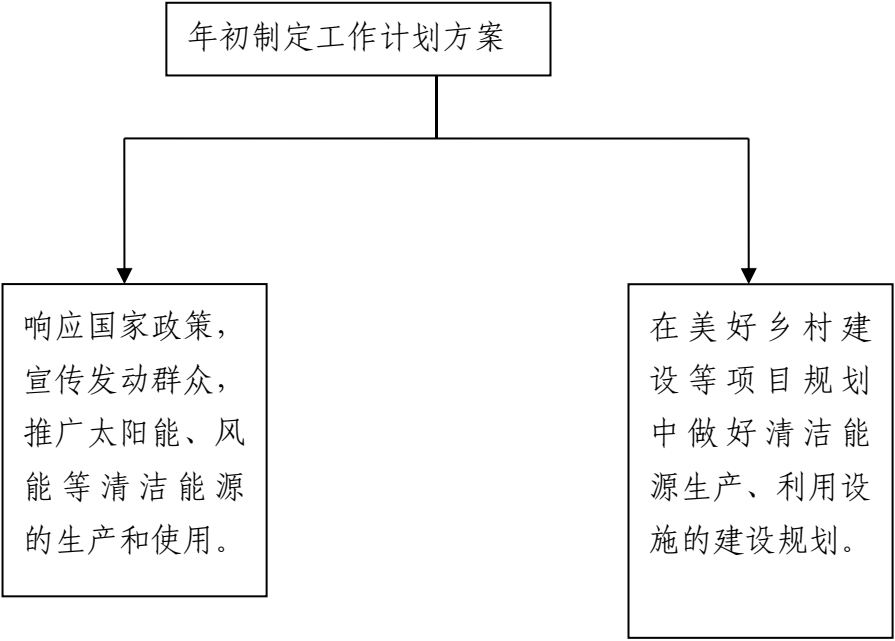 年初制定工作计划方案
响应国家政策，
宣传发动群众，
推广太阳能、风
能等清洁能源
的生产和使用。
在美好乡村建
设等项目规划
中做好清洁能
源生产、利用设
施的建设规划。